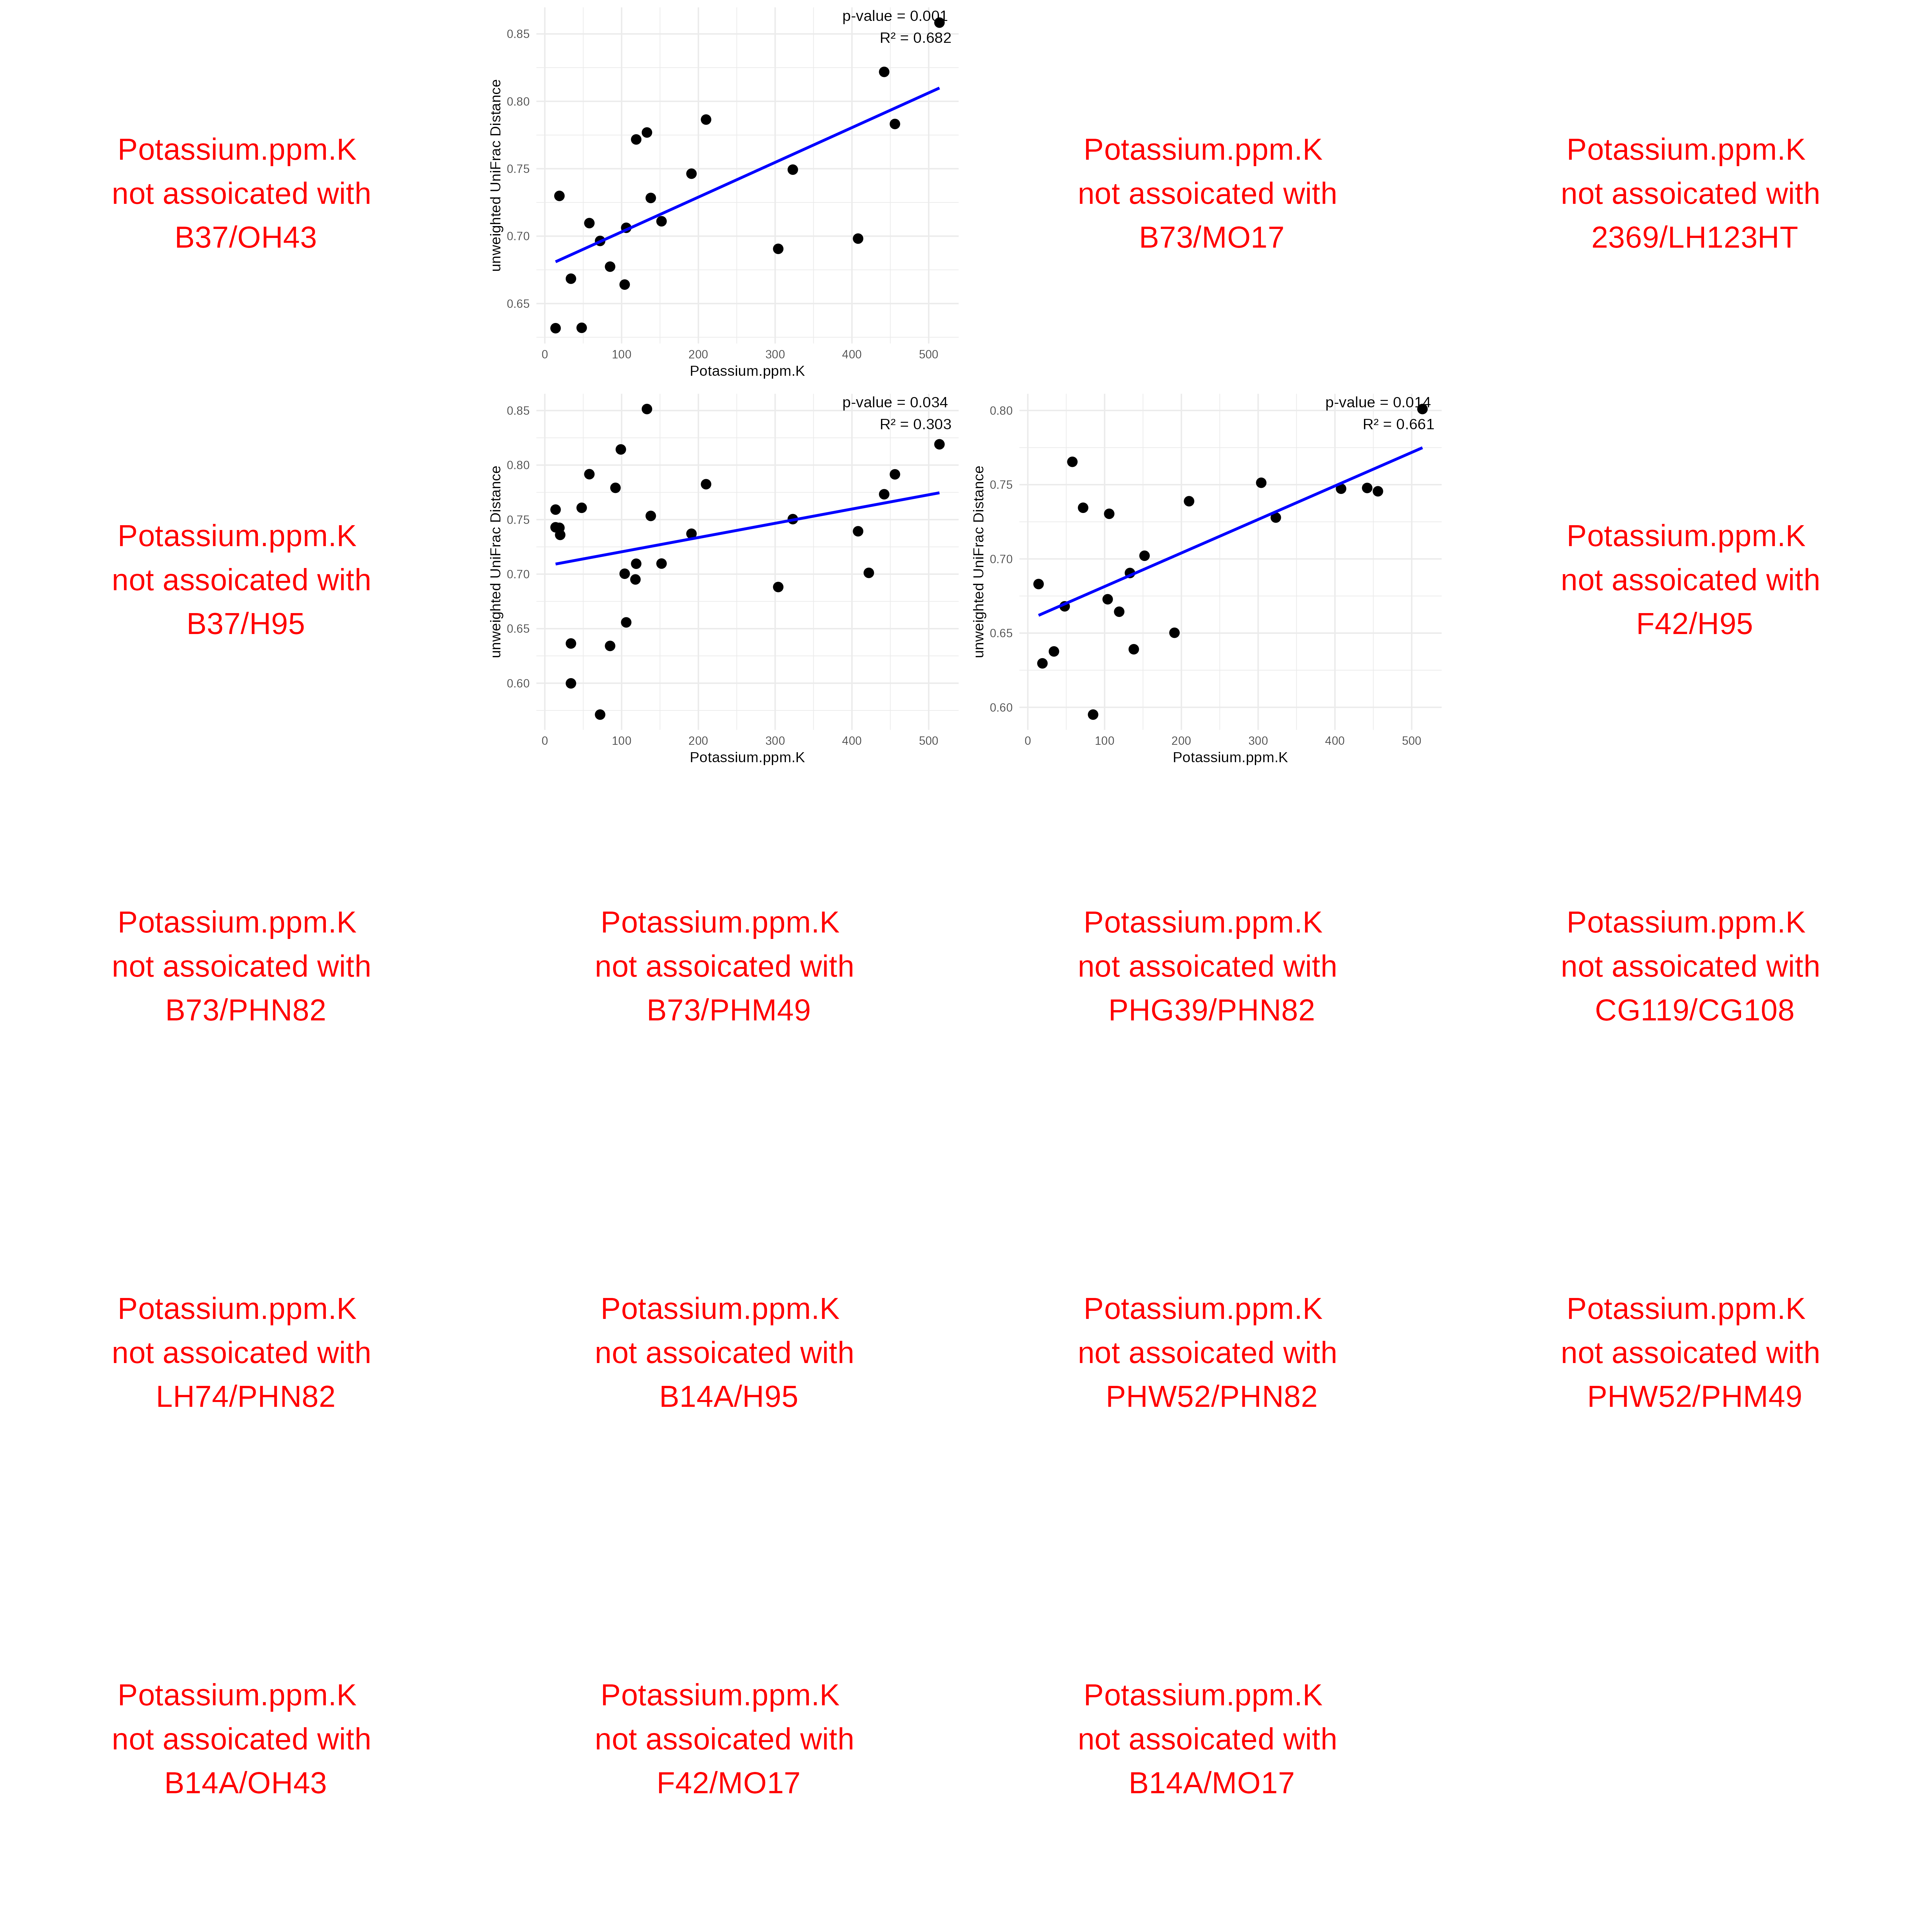 Potassium.ppm.K
not assoicated with
B37/OH43
p-value = 0.001
R² = 0.682
unweighted UniFrac Distance
0.85
0.80
0.75
0.70
0.65
0 100 200 300 400 500
Potassium.ppm.K
Potassium.ppm.K
not assoicated with
B73/MO17
Potassium.ppm.K
not assoicated with
2369/LH123HT
Potassium.ppm.K
not assoicated with
B37/H95
p-value = 0.034
R² = 0.303
unweighted UniFrac Distance
0.85
0.80
0.75
0.70
0.65
0.60
0 100 200 300 400 500
Potassium.ppm.K
p-value = 0.014
R² = 0.661
unweighted UniFrac Distance
0.80
0.75
0.70
0.65
0.60
0 100 200 300 400 500
Potassium.ppm.K
Potassium.ppm.K
not assoicated with
F42/H95
Potassium.ppm.K
not assoicated with
B73/PHN82
Potassium.ppm.K
not assoicated with
B73/PHM49
Potassium.ppm.K
not assoicated with
PHG39/PHN82
Potassium.ppm.K
not assoicated with
CG119/CG108
Potassium.ppm.K
not assoicated with
LH74/PHN82
Potassium.ppm.K
not assoicated with
B14A/H95
Potassium.ppm.K
not assoicated with
PHW52/PHN82
Potassium.ppm.K
not assoicated with
PHW52/PHM49
Potassium.ppm.K
not assoicated with
B14A/OH43
Potassium.ppm.K
not assoicated with
F42/MO17
Potassium.ppm.K
not assoicated with
B14A/MO17